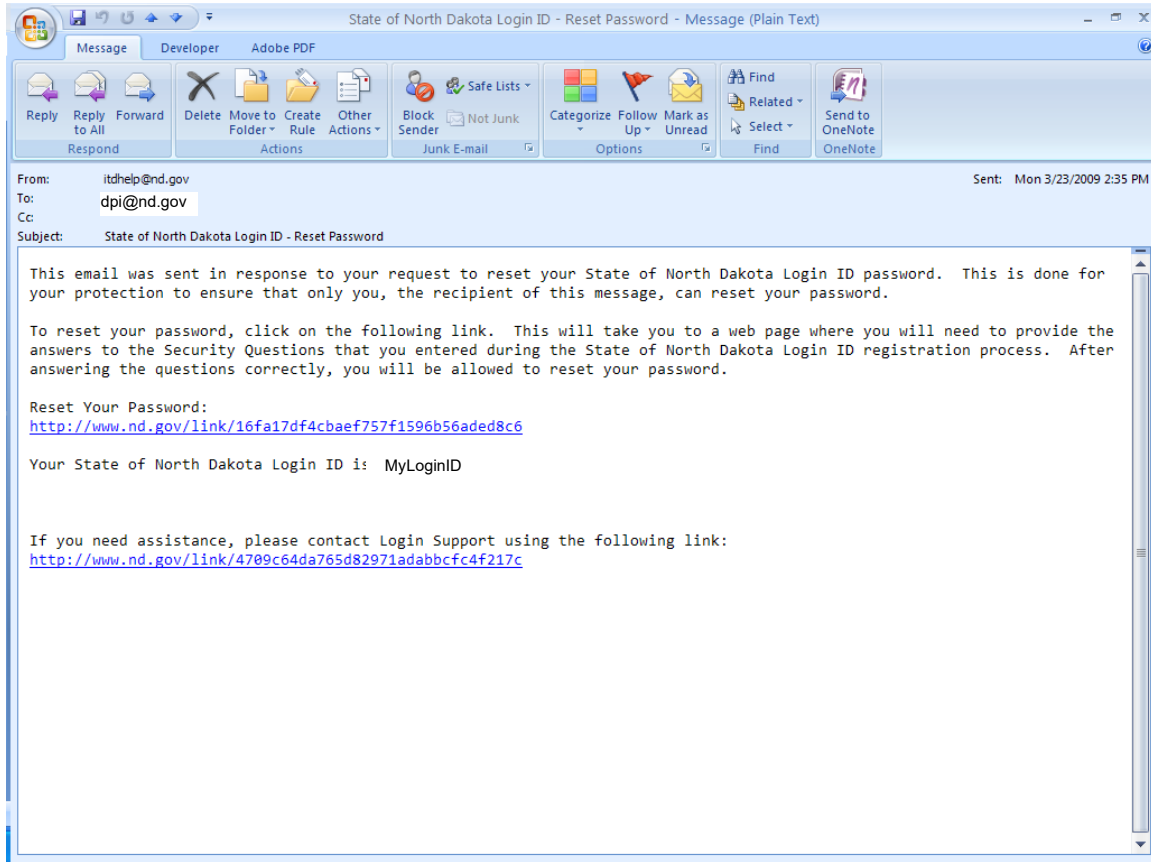 State of North Dakota Login ID - Reset Password - Message (Plain Text)
Message Developer Adobe PDF
Reply
Reply to All
Forward
Delete
Move to Folder
Create Rule
Other Actions
Block Sender
Safe Lists
Not Junk
Categorize
Follow Up
Mark as Unread
Find
Related
Select
Send to OneNote
Respond Actions Junk E-mail Options Find OneNote
From: itdhelp@nd.gov Sent: Mon 3/23/2009 2:35 PM
To: dpi@nd.gov
Cc:
Subject: State of North Dakota Login ID - Reset Password
This email was sent in response to your request to reset your State of North Dakota Login ID password. This is done for
your protection to ensure that only you, the recipient of this message, can reset your password.
To reset your password, click on the following link. This will take you to a web page where you will need to provide the
answers to the Security Questions that you entered during the State of North Dakota Login ID registration process. After
answering the questions correctly, you will be allowed to reset your password.
Reset Your Password:
http://www.nd.gov/link/16fa17df4cbaef757f1596b56aded8c6
Your State of North Dakota Login ID is: MyLoginID
If you need assistance, please contact Login Support using the following link:
http://www.nd.gov/link/4709c64da765d82971adabbcfc4f217c